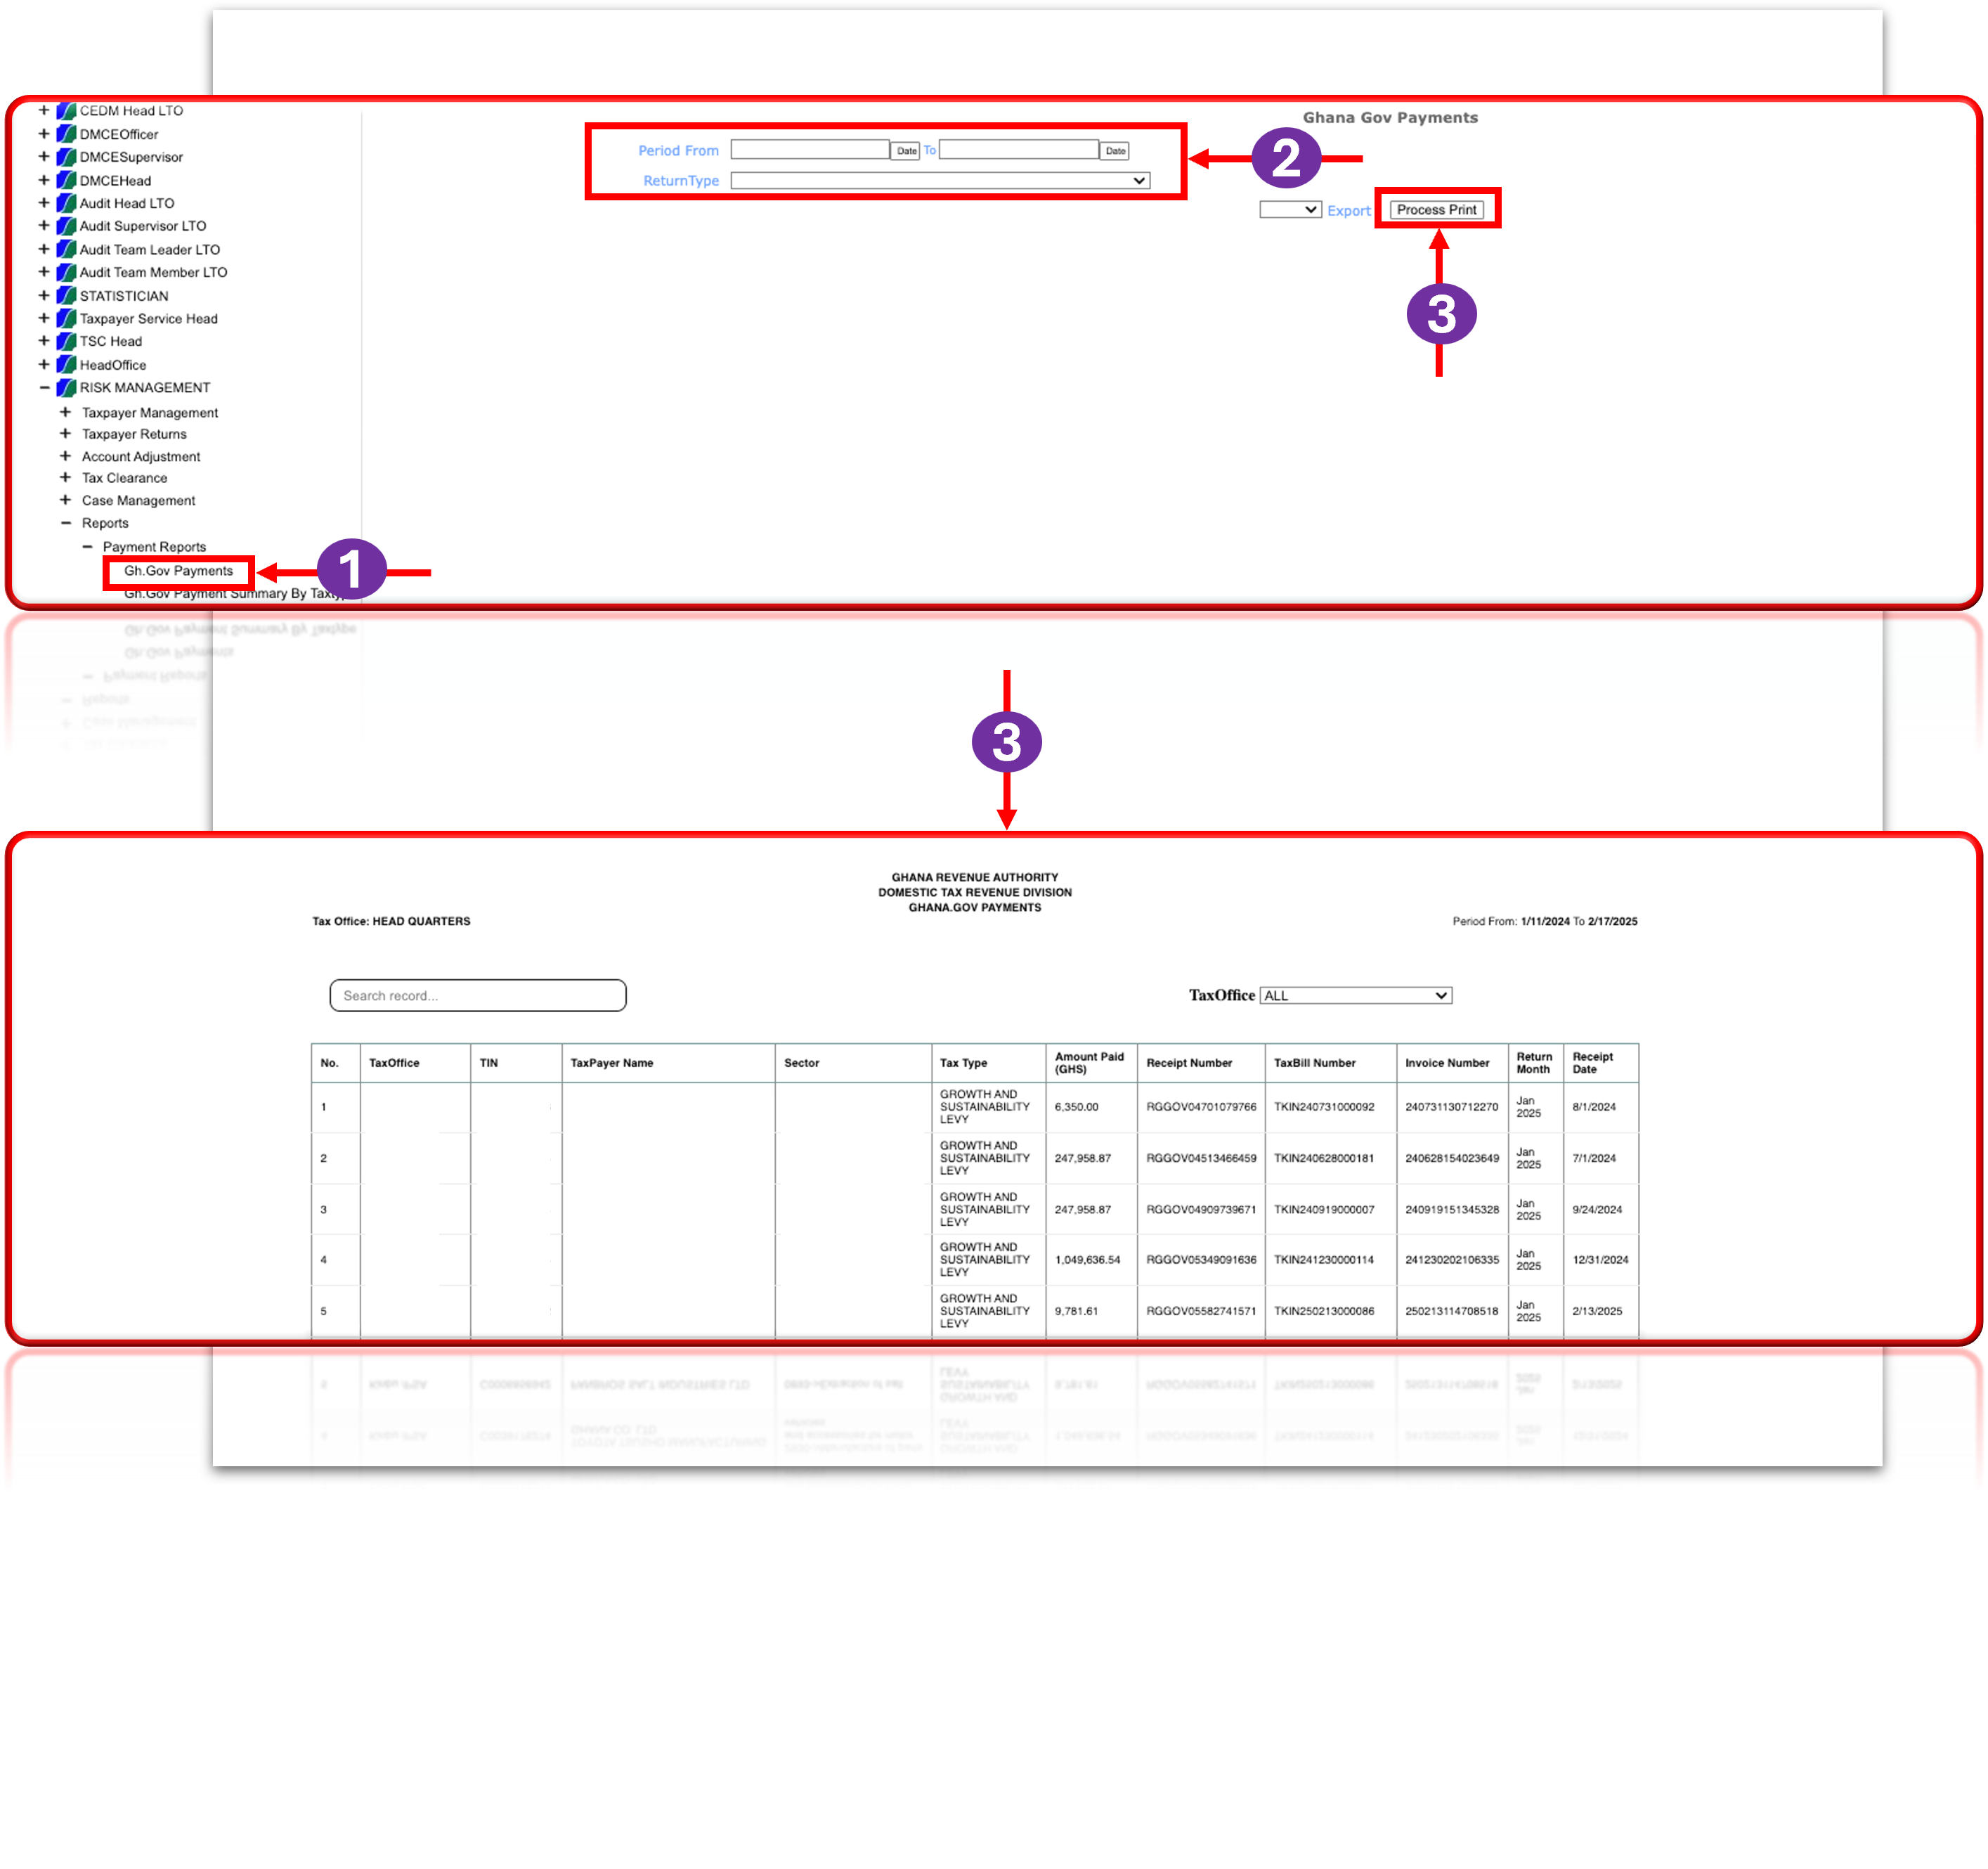 CEDM Head LTO
DMCEOfficer
DMCESupervisor
DMCEHead
Audit Head LTO
Audit Supervisor LTO
Audit Team Leader LTO
Audit Team Member LTO
STATISTICIAN
Taxpayer Service Head
TSC Head
HeadOffice
RISK MANAGEMENT
Taxpayer Management
Taxpayer Returns
Account Adjustment
Tax Clearance
Case Management
Reports
Payment Reports
Gh.Gov Payments
1
Gh.Gov Payment Summary By
Ghana Gov Payments
Period From Date To Date
2
ReturnType
Export Process Print
3
3
GHANA REVENUE AUTHORITY
DOMESTIC TAX REVENUE DIVISION
GHANA.GOV PAYMENTS
Tax Office: HEAD QUARTERS Period From: 1/11/2024 To 2/17/2025
Search record... TaxOffice ALL
No. TaxOffice TIN TaxPayer Name Sector Tax Type Amount Paid (GHS) Receipt Number TaxBill Number Invoice Number Return Month Receipt Date
1 GROWTH AND SUSTAINABILITY LEVY 6,350.00 RGGOV04701079766 TKIN240731000092 240731130712270 Jan 2025 8/1/2024
2 GROWTH AND SUSTAINABILITY LEVY 247,958.87 RGGOV04513466459 TKIN240628000181 240628154023649 Jan 2025 7/1/2024
3 GROWTH AND SUSTAINABILITY LEVY 247,958.87 RGGOV04909739671 TKIN240919000007 240919151345328 Jan 2025 9/24/2024
4 GROWTH AND SUSTAINABILITY LEVY 1,049,636.54 RGGOV05349091636 TKIN241230000114 241230202106335 Jan 2025 12/31/2024
5 GROWTH AND SUSTAINABILITY LEVY 9,781.61 RGGOV05582741571 TKIN250213000086 250213114708518 Jan 2025 2/13/2025